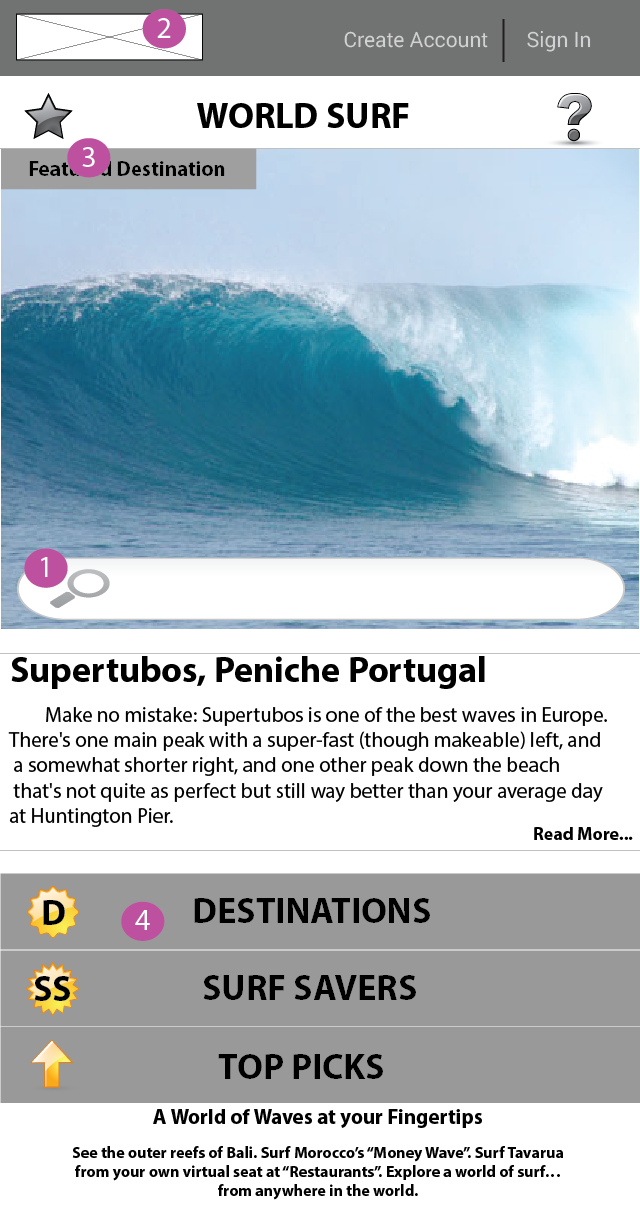 2
Create Account | Sign In
WORLD SURF
3
Featured Destination
1
Supertubos, Peniche Portugal
Make no mistake: Supertubos is one of the best waves in Europe.
There's one main peak with a super-fast (though makeable) left, and
a somewhat shorter right, and one other peak down the beach
that's not quite as perfect but still way better than your average day
at Huntington Pier.
Read More...
D 4 DESTINATIONS
SS SURF SAVERS
TOP PICKS
A World of Waves at your Fingertips
See the outer reefs of Bali. Surf Morocco’s “Money Wave”. Surf Tavarua
from your own virtual seat at “Restaurants”. Explore a world of surf…
from anywhere in the world.